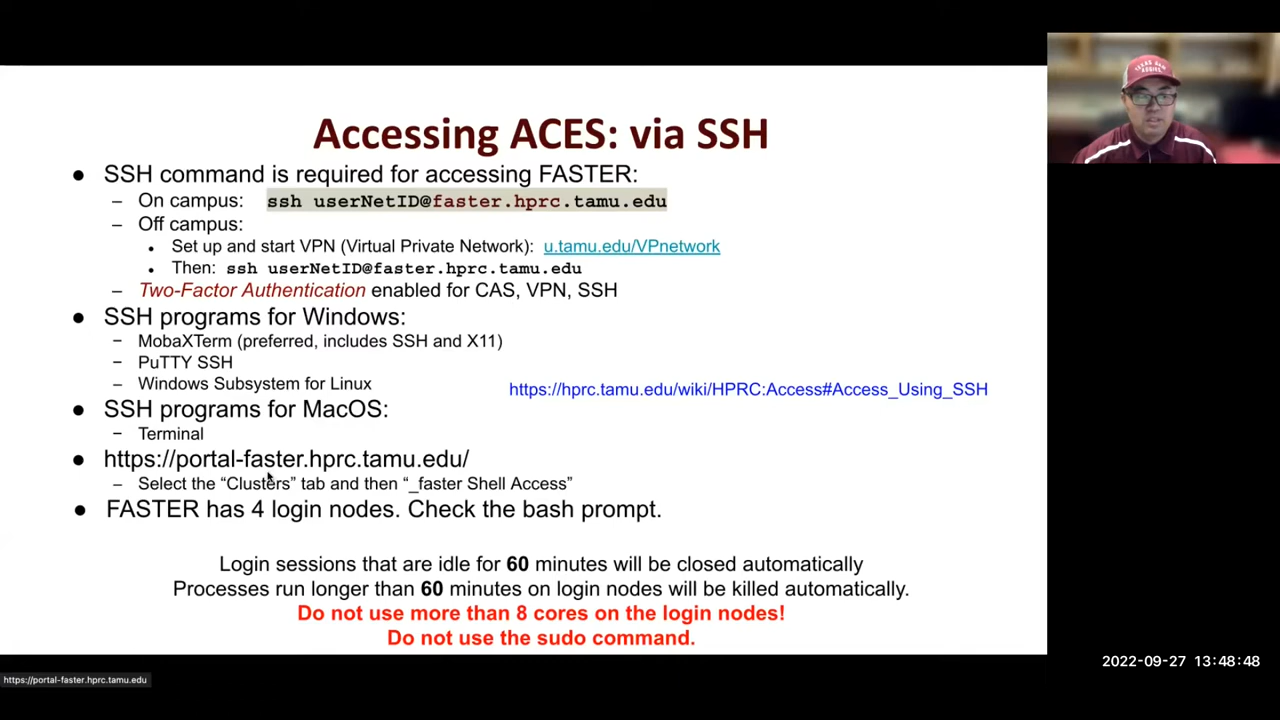 Accessing ACES: via SSH
● SSH command is required for accessing FASTER:
– On campus: ssh userNetID@faster.hprc.tamu.edu
– Off campus:
• Set up and start VPN (Virtual Private Network): u.tamu.edu/VPnetwork
• Then: ssh userNetID@faster.hprc.tamu.edu
– Two-Factor Authentication enabled for CAS, VPN, SSH
● SSH programs for Windows:
– MobaXTerm (preferred, includes SSH and X11)
– PuTTY SSH
– Windows Subsystem for Linux
https://hprc.tamu.edu/wiki/HPRC:Access#Access_Using_SSH
● SSH programs for MacOS:
– Terminal
● https://portal-faster.hprc.tamu.edu/
– Select the “Clusters” tab and then “_faster Shell Access”
● FASTER has 4 login nodes. Check the bash prompt.
Login sessions that are idle for 60 minutes will be closed automatically
Processes run longer than 60 minutes on login nodes will be killed automatically.
Do not use more than 8 cores on the login nodes!
Do not use the sudo command.
TEXAS A&M
AGGIES
2022-09-27 13:48:48
https://portal-faster.hprc.tamu.edu